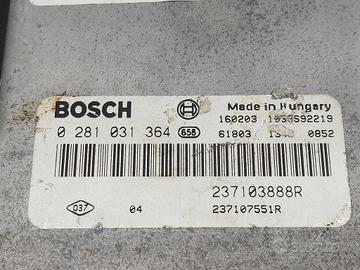 BOSCH Made in Hungary
160203 1039S92219
0 281 031 364 658 61803 0852
237103888R
037 04 237107551R